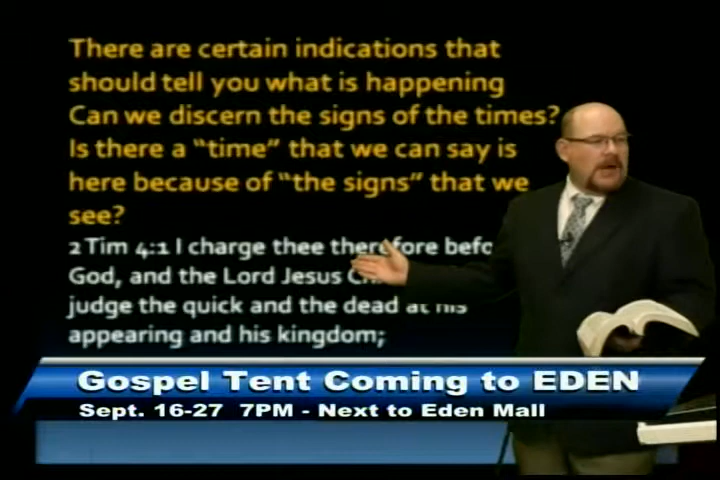 There are certain indications that
should tell you what is happening
Can we discern the signs of the times?
Is there a "time" that we can say is
here because of "the signs" that we
see?
2 Tim 4:1 I charge thee therefore befo
God, and the Lord Jesus
judge the quick and the dead at his
appearing and his kingdom;
Gospel Tent Coming to EDEN
Sept. 16-27 7PM - Next to Eden Mall